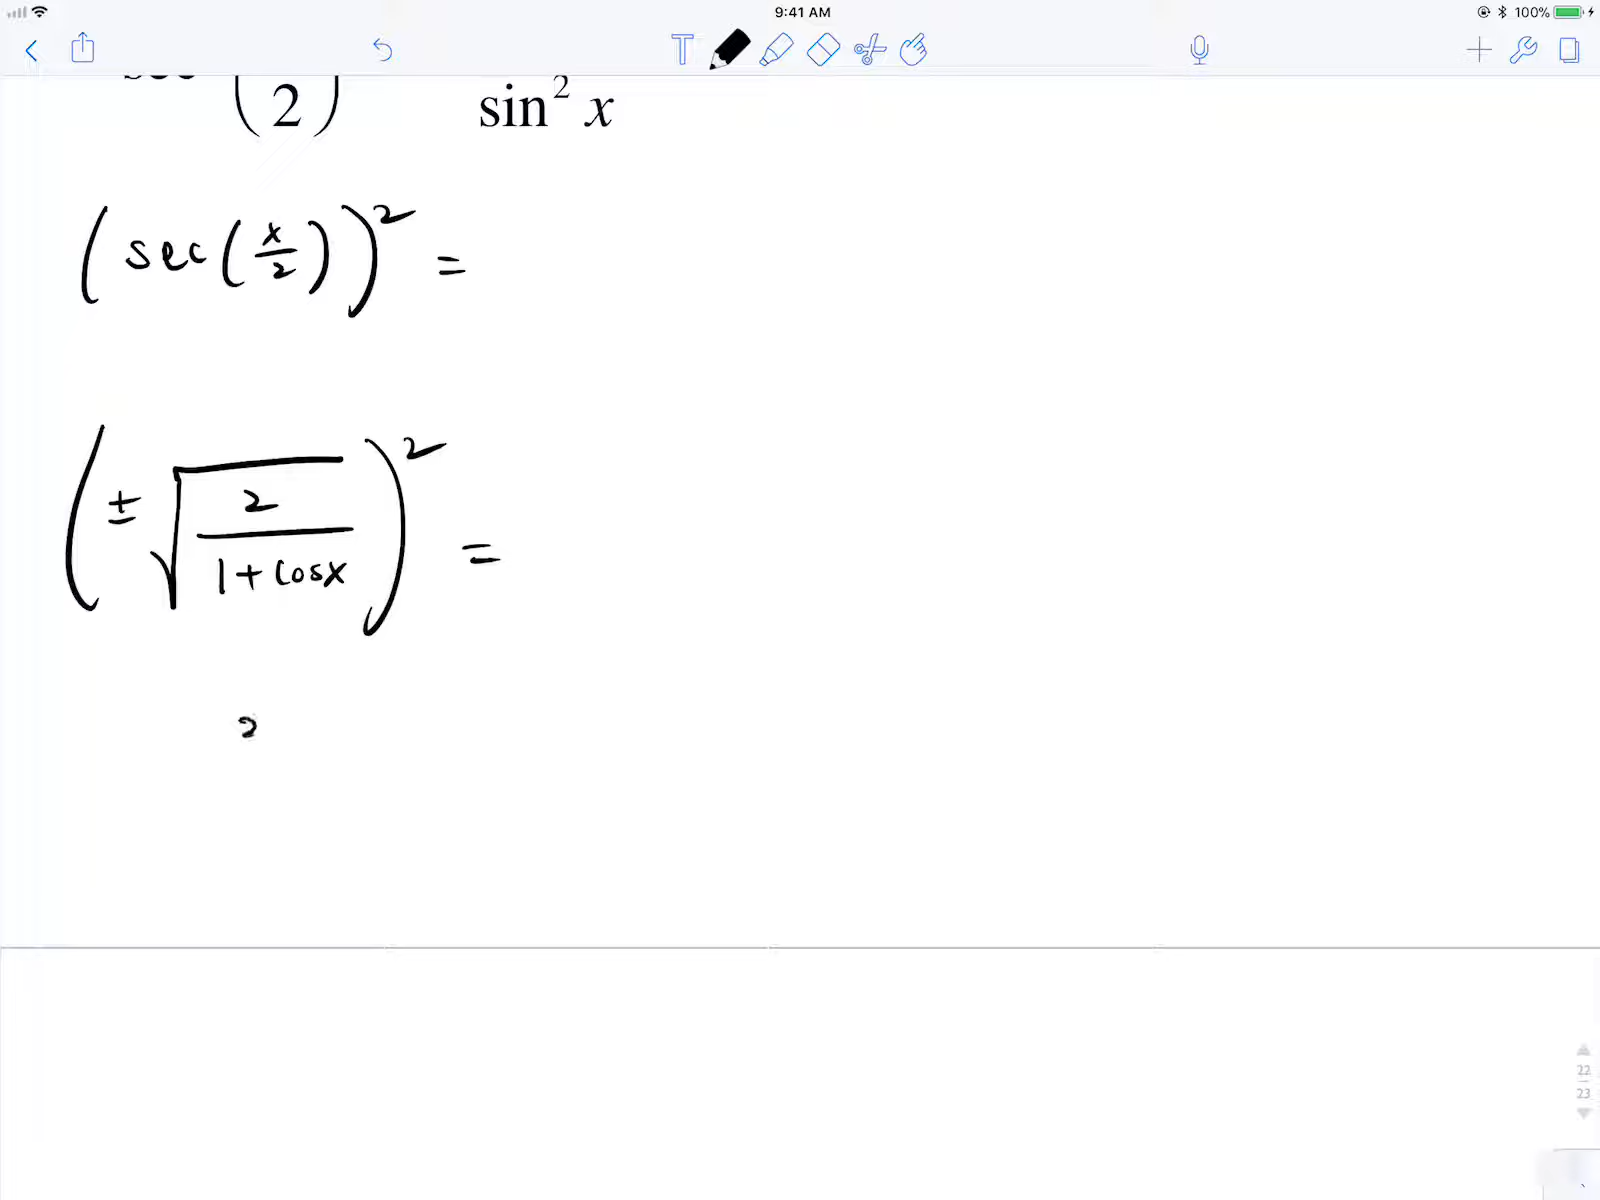 9:41 AM
100%
T
2 sin² x
(sec(x/2))² =
(± √(2/(1+cosx)))² =
2
22
23